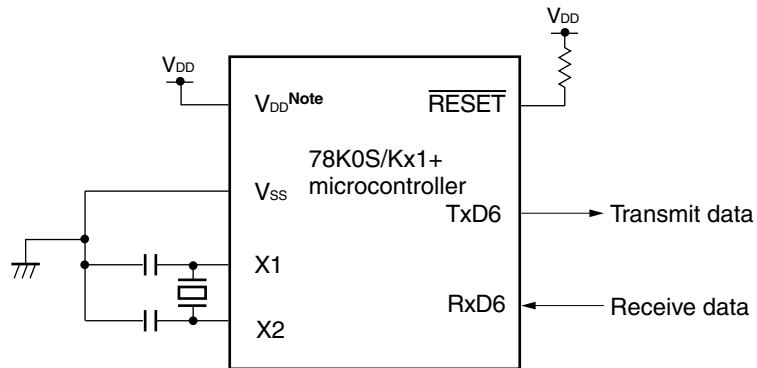 VDD
VDD
VDDNote
RESET
78K0S/Kx1+
microcontroller
VSS
TxD6
Transmit data
X1
RxD6
Receive data
X2